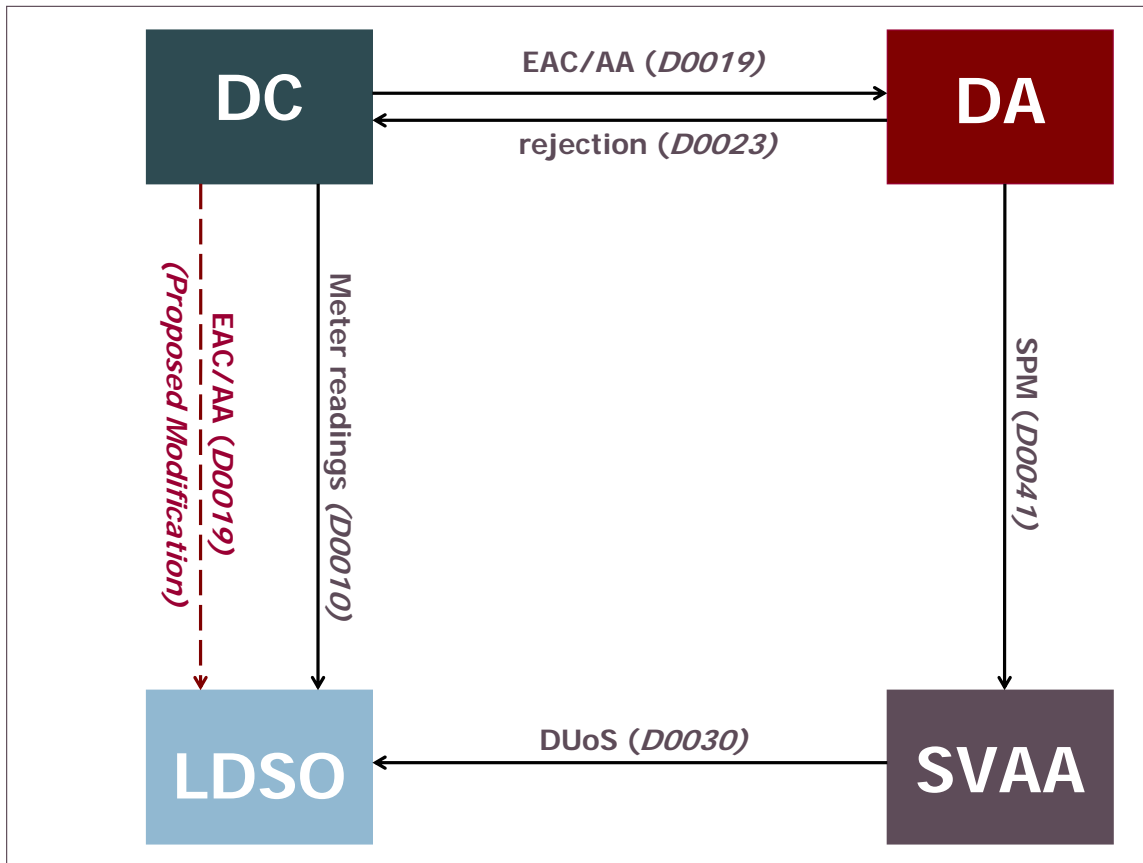 DC
EAC/AA (D0019)
DA
rejection (D0023)
EAC/AA (D0019)
(Proposed Modification)
Meter readings (D0010)
SPM (D0041)
LDSO
DUoS (D0030)
SVAA